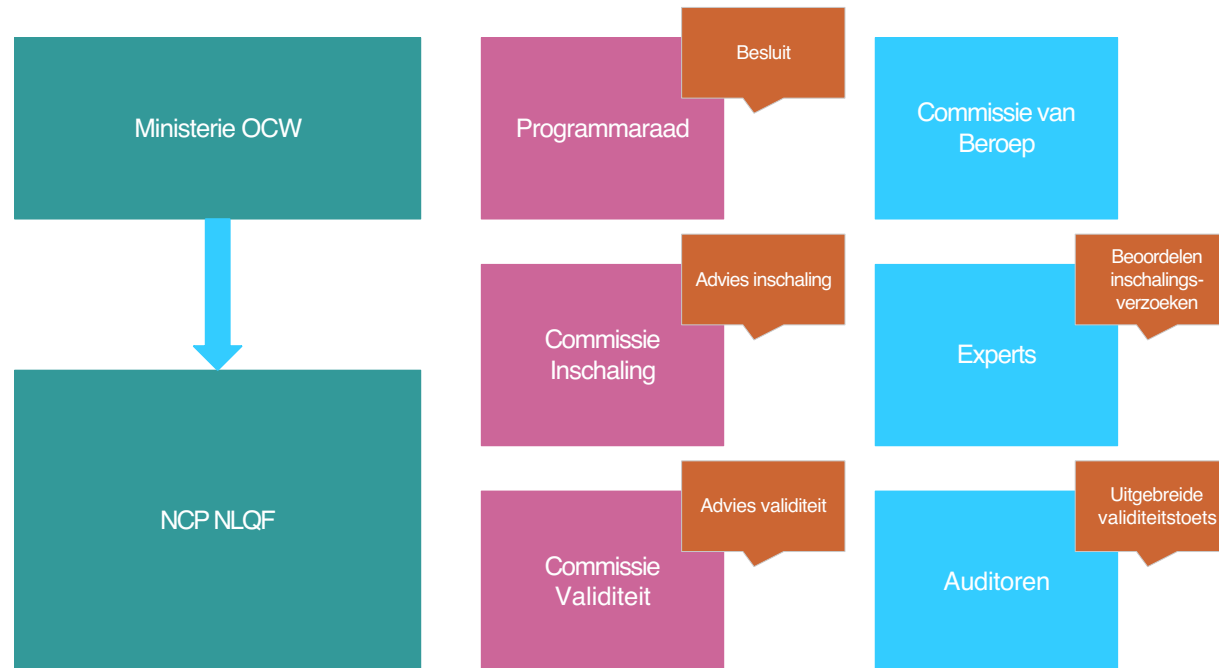 Ministerie OCW
Programmaraad
Besluit
Commissie van
Beroep
Commissie
Inschaling
Advies inschaling
Experts
Beoordelen
inschalings-
verzoeken
NCP NLQF
Commissie
Validiteit
Advies validiteit
Auditoren
Uitgebreide
validiteitstoets